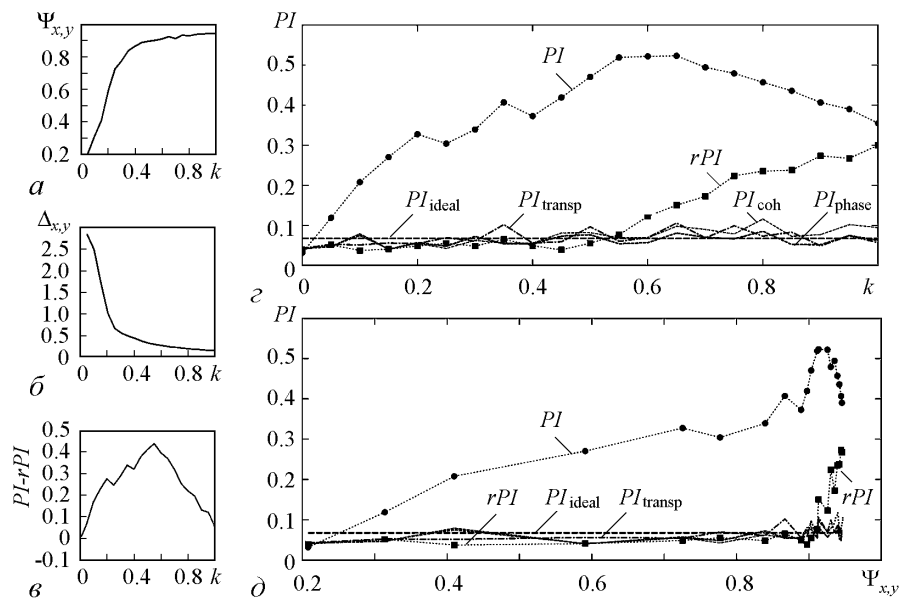 Ψx,y
0.8
0.6
0.4
0.2
0 0.4 0.8 k
а
Δx,y
2.5
2.0
1.5
1.0
0.5
0
0 0.4 0.8 k
б
PI-rPI
0.5
0.4
0.3
0.2
0.1
0
-0.1
0 0.4 0.8 k
в
PI
0.5
0.4
0.3
0.2
0.1
0
PI
rPI
PIideal
PItransp
PIcoh
PIphase
0 0.2 0.4 0.6 0.8 k
г
PI
0.5
0.4
0.3
0.2
0.1
0
PI
rPI
PIideal
PItransp
rPI
0.2 0.4 0.6 0.8 Ψx,y
д